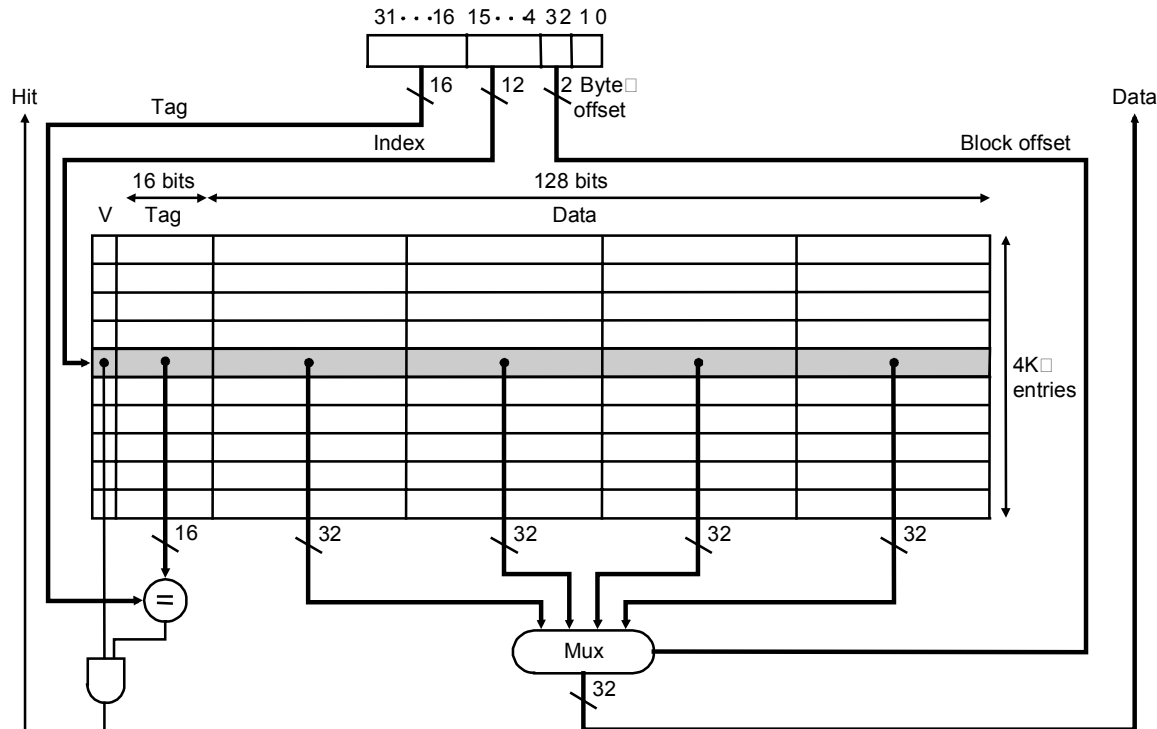 31 · · · 16 15 · · · 4 3 2 1 0
16 12 2 Byte
offset
Hit
Tag
Data
Index
Block offset
16 bits
128 bits
V
Tag
Data
4K
entries
16
32
32
32
32
=
Mux
32